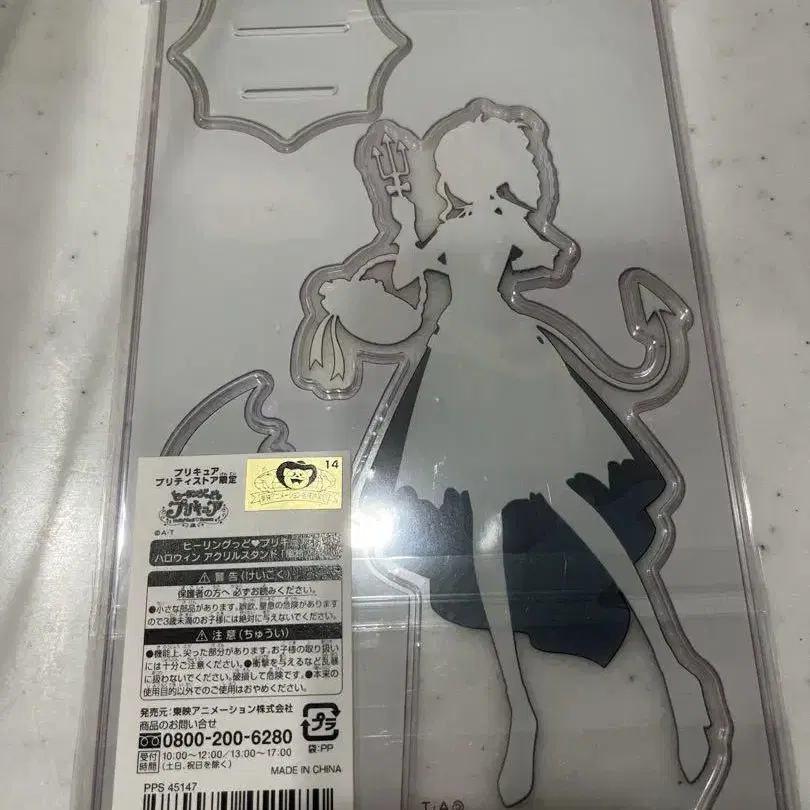 プリキュア
プリティストア限定
14
ヒーリングっど
プリキュア
©A-T
ヒーリングっど♥プリキ
ハロウィン アクリルスタンド
⚠ 警告(けいこく)
保護者の方へ 必ずお読みください。
●小さな部品があります。誤飲、窒息の危険があります
ので3歳未満のお子様には絶対に与えないでください。
⚠ 注意(ちゅうい)
●機能上、尖った部分があります。お子様の取り扱い
には十分ご注意ください。●衝撃を与えるなど乱暴
に扱わないでください。破損して危険です。●本来の
使用目的以外でのご使用はおやめください。
発売元:東映アニメーション株式会社
商品のお問い合せ
0800-200-6280
受付時間 10:00~12:00/13:00~17:00
(土日、祝日を除く)
プラ
袋:PP
MADE IN CHINA
PPS 45147
T・A©